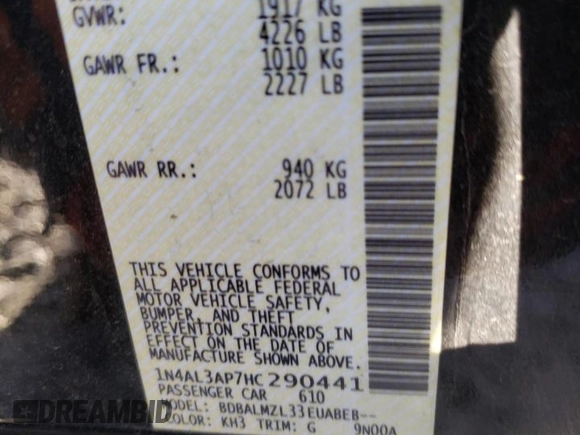 GVWR: 1917 KG
4226 LB
GAWR FR.: 1010 KG
2227 LB
GAWR RR.: 940 KG
2072 LB
THIS VEHICLE CONFORMS TO
ALL APPLICABLE FEDERAL
MOTOR VEHICLE SAFETY,
BUMPER, AND THEFT
PREVENTION STANDARDS IN
EFFECT ON THE DATE OF
MANUFACTURE SHOWN ABOVE.
1N4AL3AP7HC290441
PASSENGER CAR 610
MODEL: BDBALMZL33EUABEB--
COLOR: KH3 TRIM: G 9N00A
DREAMBID